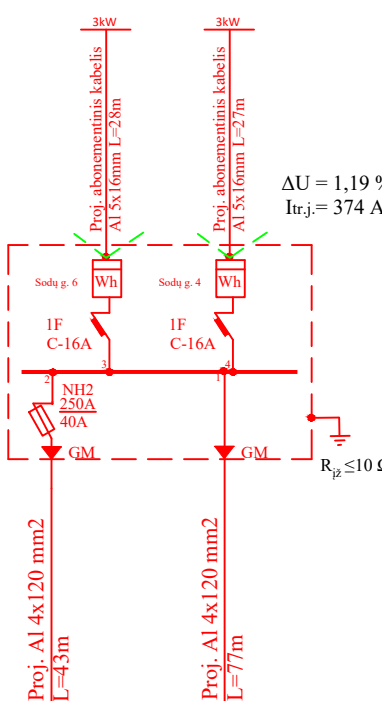 3kW
3kW
Proj. abonementinis kabelis
Al 5x16mm L=28m
Proj. abonementinis kabelis
Al 5x16mm L=27m
ΔU = 1,19 %
Itr.j.= 374 A
Sodų g. 6
Wh
Sodų g. 4
Wh
1F
C-16A
1F
C-16A
3
4
2
1
NH2
250A
40A
GM
GM
Rįž ≤10 Ω
Proj. Al 4x120 mm2
L=43m
Proj. Al 4x120 mm2
L=77m